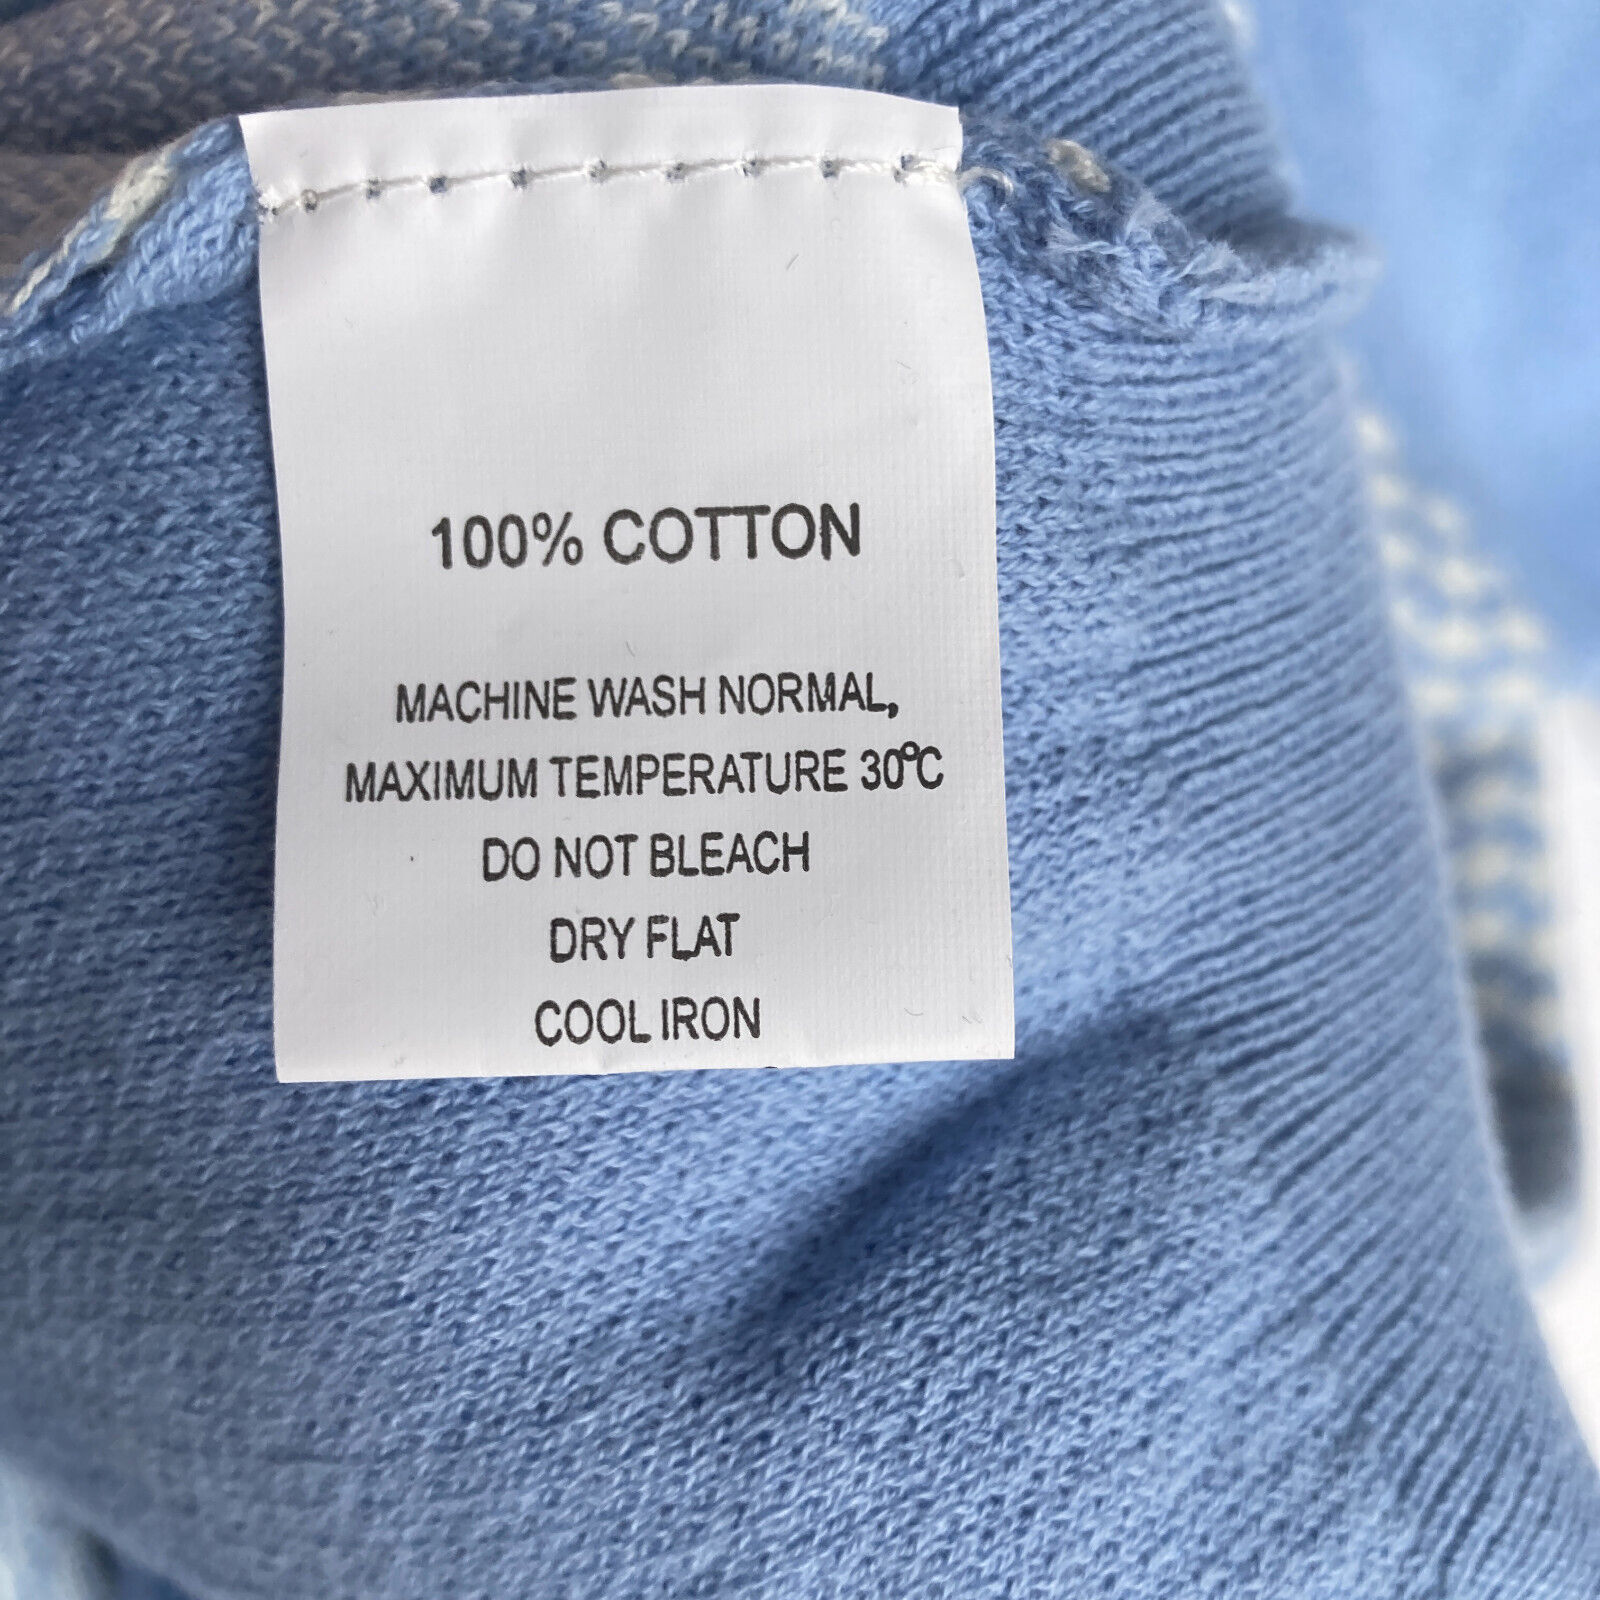 100% COTTON
MACHINE WASH NORMAL,
MAXIMUM TEMPERATURE 30°C
DO NOT BLEACH
DRY FLAT
COOL IRON